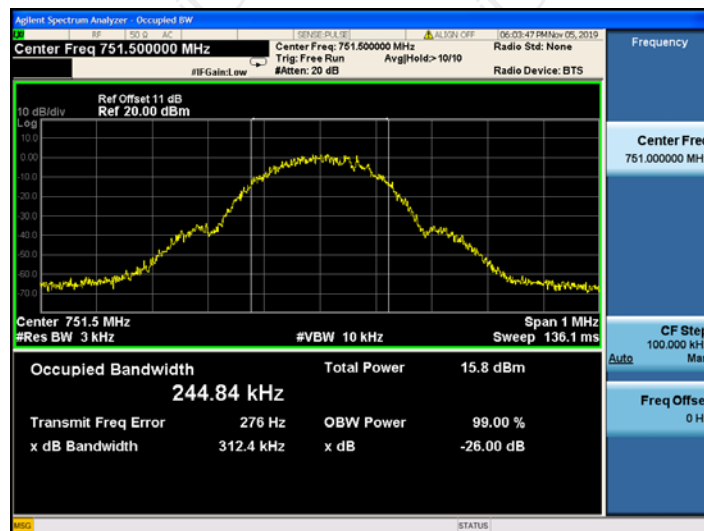 Agilent Spectrum Analyzer - Occupied BW
RF 50 Ω AC SENSE:PULSE ALIGN OFF 06:03:47 PM Nov 05, 2019
Center Freq 751.500000 MHz
Center Freq: 751.500000 MHz
Radio Std: None
Trig: Free Run Avg|Hold:> 10/10
#IFGain:Low
#Atten: 20 dB
Radio Device: BTS
Ref Offset 11 dB
10 dB/div Ref 20.00 dBm
Log
10.0
0.00
-10.0
-20.0
-30.0
-40.0
-50.0
-60.0
-70.0
Center 751.5 MHz
Span 1 MHz
#Res BW 3 kHz
#VBW 10 kHz
Sweep 136.1 ms
Occupied Bandwidth
244.84 kHz
Total Power 15.8 dBm
Transmit Freq Error 276 Hz
OBW Power 99.00 %
x dB Bandwidth 312.4 kHz
x dB -26.00 dB
Frequency
Center Freq
751.000000 MH
CF Step
100.000 kH
Auto Ma
Freq Offse
0 H
MSG
STATUS